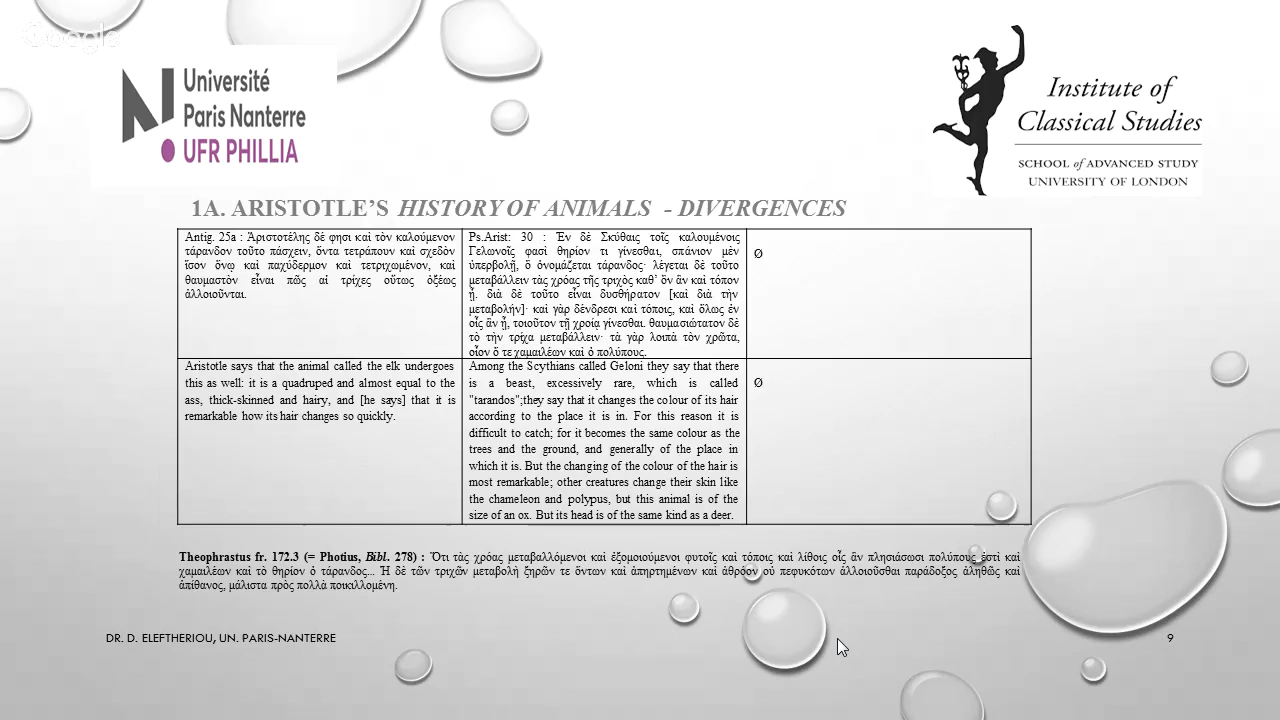 Google
Université
Paris Nanterre
UFR PHILLIA
Institute of
Classical Studies
SCHOOL of ADVANCED STUDY
UNIVERSITY OF LONDON
1A. ARISTOTLE’S HISTORY OF ANIMALS - DIVERGENCES
Antig. 25a : Ἀριστοτέλης δέ φησι καὶ τὸν καλούμενον
τάρανδον τοῦτο πάσχειν, ὄντα τετράπουν καὶ σχεδὸν
ἴσον ὄνῳ καὶ παχύδερμον καὶ τετριχωμένον, καὶ
θαυμαστὸν εἶναι πῶς αἱ τρίχες οὕτως ὀξέως
ἀλλοιοῦνται.
Ps.Arist: 30 : Ἐν δὲ Σκύθαις τοῖς καλουμένοις
Γελωνοῖς φασὶ θηρίον τι γίνεσθαι, σπάνιον μὲν
ὑπερβολῇ, ὃ ὀνομάζεται τάρανδος· λέγεται δὲ τοῦτο
μεταβάλλειν τὰς χρόας τῆς τριχὸς καθ’ ὃν ἂν καὶ τόπον
ᾖ. διὰ δὲ τοῦτο εἶναι δυσθήρατον [καὶ διὰ τὴν
μεταβολήν]· καὶ γὰρ δένδρεσι καὶ τόποις, καὶ ὅλως ἐν
οἷς ἂν ᾖ, τοιοῦτον τῇ χροίᾳ γίνεσθαι. θαυμασιώτατον δὲ
τὸ τὴν τρίχα μεταβάλλειν· τὰ γὰρ λοιπὰ τὸν χρῶτα,
οἷον ὅ τε χαμαιλέων καὶ ὁ πολύπους.
Ø
Aristotle says that the animal called the elk undergoes
this as well: it is a quadruped and almost equal to the
ass, thick-skinned and hairy, and [he says] that it is
remarkable how its hair changes so quickly.
Among the Scythians called Geloni they say that there
is a beast, excessively rare, which is called
"tarandos";they say that it changes the colour of its hair
according to the place it is in. For this reason it is
difficult to catch; for it becomes the same colour as the
trees and the ground, and generally of the place in
which it is. But the changing of the colour of the hair is
most remarkable; other creatures change their skin like
the chameleon and polypus, but this animal is of the
size of an ox. But its head is of the same kind as a deer.
Ø
Theophrastus fr. 172.3 (= Photius, Bibl. 278) : Ὅτι τὰς χρόας μεταβαλλόμενοι καὶ ἐξομοιούμενοι φυτοῖς καὶ τόποις καὶ λίθοις οἷς ἂν πλησιάσωσι πολύπους ἐστὶ καὶ
χαμαιλέων καὶ τὸ θηρίον ὁ τάρανδος... Ἡ δὲ τῶν τριχῶν μεταβολὴ ξηρῶν τε ὄντων καὶ ἀπηρτημένων καὶ ἀθρόον οὐ πεφυκότων ἀλλοιοῦσθαι παράδοξος ἀληθῶς καὶ
ἀπίθανος, μάλιστα πρὸς πολλὰ ποικιλλομένη.
DR. D. ELEFTHERIOU, UN. PARIS-NANTERRE
9